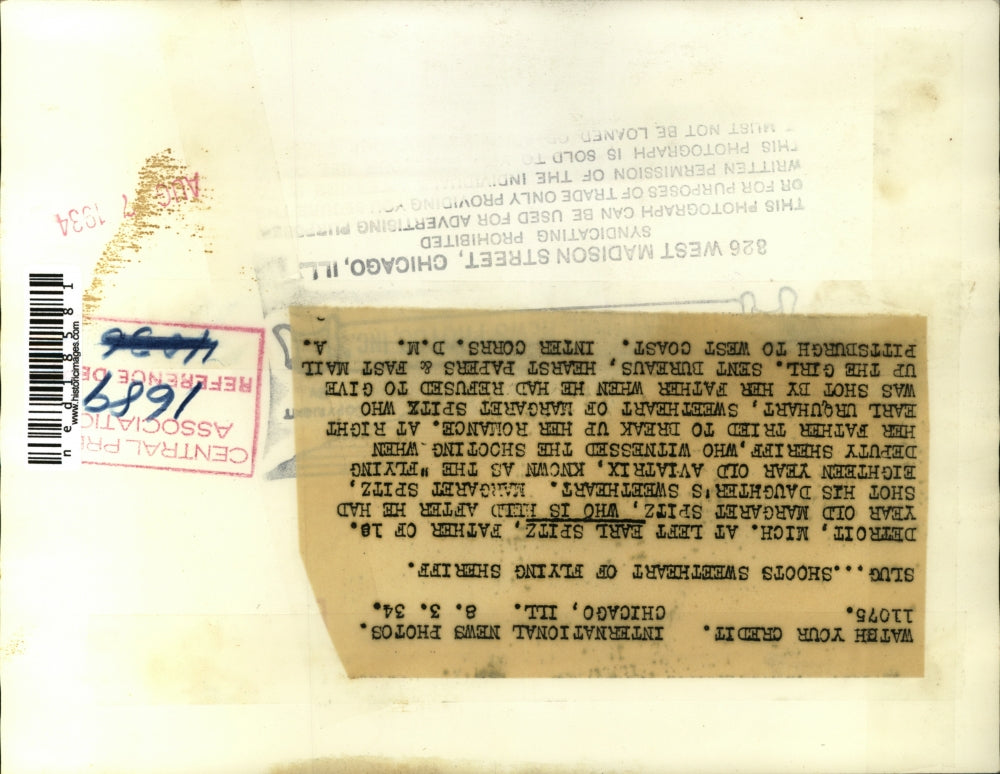 WATCH YOUR CREDIT. INTERNATIONAL NEWS PHOTOS.
11075. CHICAGO, ILL. 8. 3. 34.
SLUG....SHOOTS SWEETHEART OF FLYING SHERIFF.
DETROIT, MICH. AT LEFT EARL SPITZ, FATHER OF 18
YEAR OLD MARGARET SPITZ, WHO IS HELD AFTER HE HAD
SHOT HIS DAUGHTER'S SWEETHEART. MARGARET SPITZ,
EIGHTEEN YEAR OLD AVIATRIX, KNOWN AS THE "FLYING
DEPUTY SHERIFF, WHO WITNESSED THE SHOOTING WHEN
HER FATHER TRIED TO BREAK UP HER ROMANCE. AT RIGHT
EARL URQUHART, SWEETHEART OF MARGARET SPITZ WHO
WAS SHOT BY HER FATHER WHEN HE HAD REFUSED TO GIVE
UP THE GIRL. SENT BUREAUS, HEARST PAPERS & FAST MAIL
PITTSBURGH TO WEST COAST. INTER CORRS. D.M. A.
326 WEST MADISON STREET, CHICAGO, ILL.
SYNDICATING PROHIBITED
THIS PHOTOGRAPH CAN BE USED FOR ADVERTISING
OR FOR PURPOSES OF TRADE ONLY PROVIDING YOU
WRITTEN PERMISSION OF THE
THIS PHOTOGRAPH IS SOLD TO
MUST NOT BE LOANED
CENTRAL PRE
ASSOCIATIO
1689
REFERENCE DE
AUG 7 1934
www.historicimages.com
ned118581